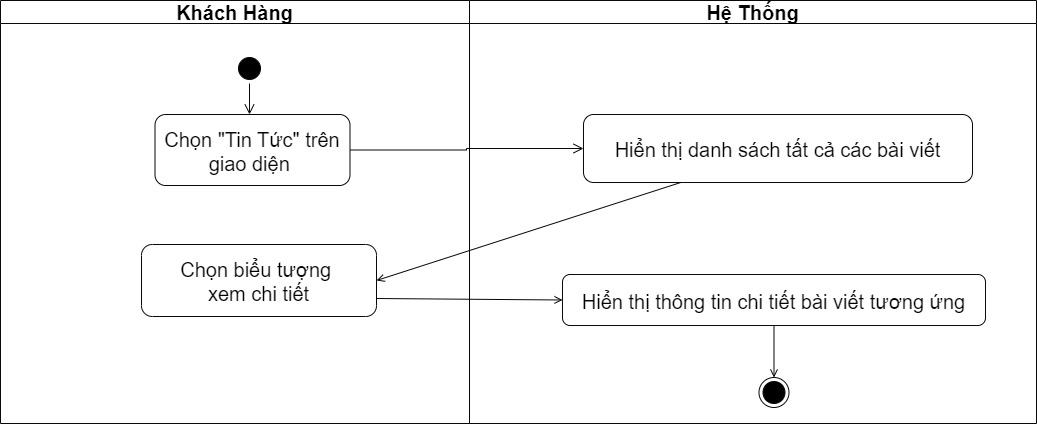 Khách Hàng
Hệ Thống
Chọn "Tin Tức" trên
giao diện
Hiển thị danh sách tất cả các bài viết
Chọn biểu tượng
xem chi tiết
Hiển thị thông tin chi tiết bài viết tương ứng